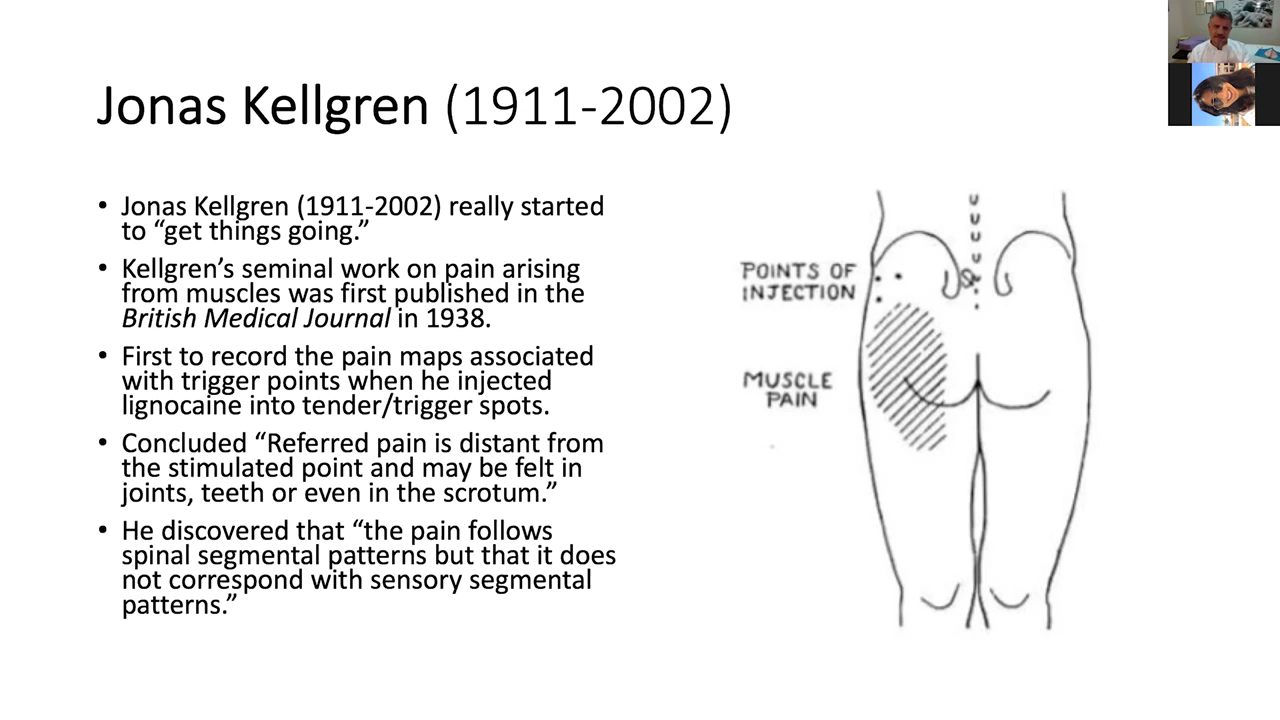 Jonas Kellgren (1911-2002)
• Jonas Kellgren (1911-2002) really started
to “get things going.”
• Kellgren’s seminal work on pain arising
from muscles was first published in the
British Medical Journal in 1938.
• First to record the pain maps associated
with trigger points when he injected
lignocaine into tender/trigger spots.
• Concluded “Referred pain is distant from
the stimulated point and may be felt in
joints, teeth or even in the scrotum.”
• He discovered that “the pain follows
spinal segmental patterns but that it does
not correspond with sensory segmental
patterns.”
POINTS OF
INJECTION
MUSCLE
PAIN